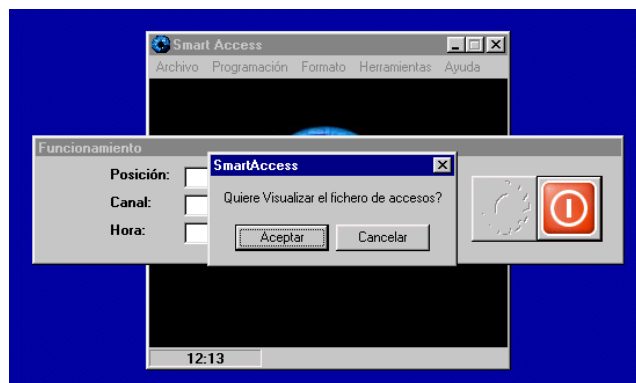 Smart Access
Archivo Programación Formato Herramientas Ayuda
Funcionamiento
Posición:
Canal:
Hora:
SmartAccess
Quiere Visualizar el fichero de accesos?
Aceptar Cancelar
12:13